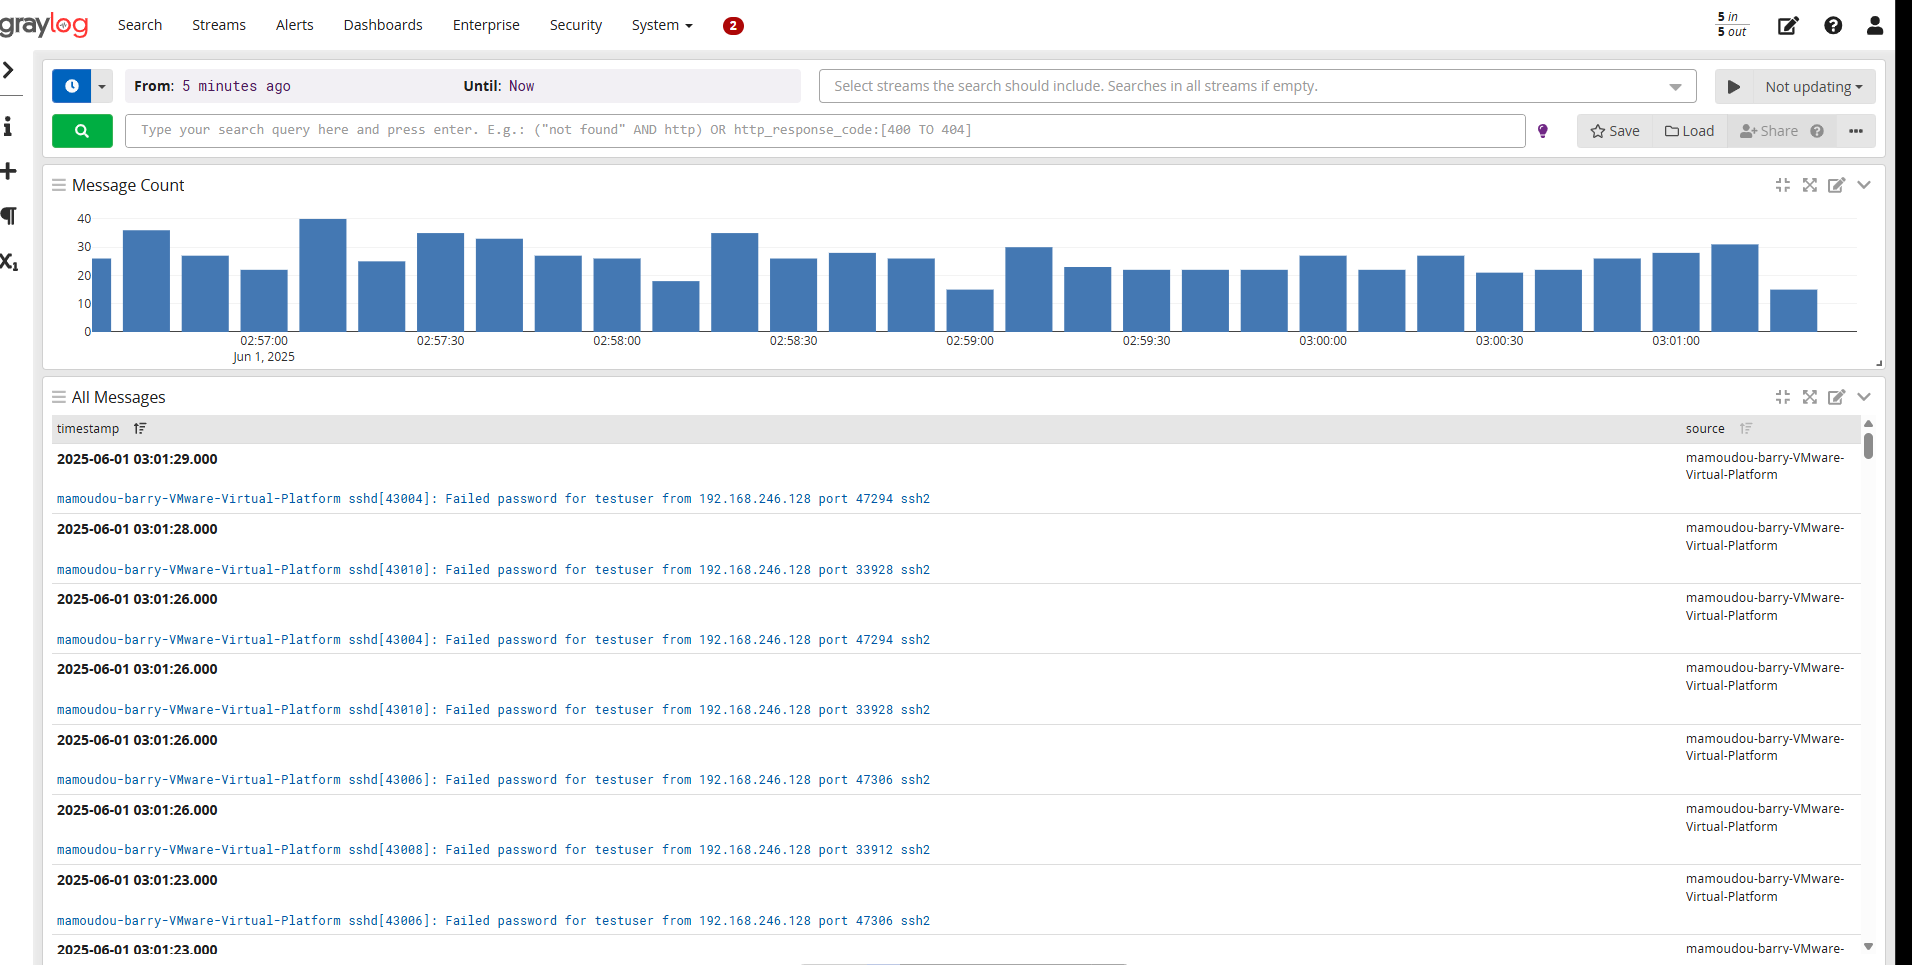 graylog
Search Streams Alerts Dashboards Enterprise Security System 2
5 in
5 out
From: 5 minutes ago Until: Now
Select streams the search should include. Searches in all streams if empty.
Not updating
Type your search query here and press enter. E.g.: ("not found" AND http) OR http_response_code:[400 TO 404]
Save Load Share
Message Count
40
30
20
10
0
02:57:00 02:57:30 02:58:00 02:58:30 02:59:00 02:59:30 03:00:00 03:00:30 03:01:00
Jun 1, 2025
All Messages
timestamp source
2025-06-01 03:01:29.000 mamoudou-barry-VMware-
Virtual-Platform
mamoudou-barry-VMware-Virtual-Platform sshd[43004]: Failed password for testuser from 192.168.246.128 port 47294 ssh2
2025-06-01 03:01:28.000 mamoudou-barry-VMware-
Virtual-Platform
mamoudou-barry-VMware-Virtual-Platform sshd[43010]: Failed password for testuser from 192.168.246.128 port 33928 ssh2
2025-06-01 03:01:26.000 mamoudou-barry-VMware-
Virtual-Platform
mamoudou-barry-VMware-Virtual-Platform sshd[43004]: Failed password for testuser from 192.168.246.128 port 47294 ssh2
2025-06-01 03:01:26.000 mamoudou-barry-VMware-
Virtual-Platform
mamoudou-barry-VMware-Virtual-Platform sshd[43010]: Failed password for testuser from 192.168.246.128 port 33928 ssh2
2025-06-01 03:01:26.000 mamoudou-barry-VMware-
Virtual-Platform
mamoudou-barry-VMware-Virtual-Platform sshd[43006]: Failed password for testuser from 192.168.246.128 port 47306 ssh2
2025-06-01 03:01:26.000 mamoudou-barry-VMware-
Virtual-Platform
mamoudou-barry-VMware-Virtual-Platform sshd[43008]: Failed password for testuser from 192.168.246.128 port 33912 ssh2
2025-06-01 03:01:23.000 mamoudou-barry-VMware-
Virtual-Platform
mamoudou-barry-VMware-Virtual-Platform sshd[43006]: Failed password for testuser from 192.168.246.128 port 47306 ssh2
2025-06-01 03:01:23.000 mamoudou-barry-VMware-